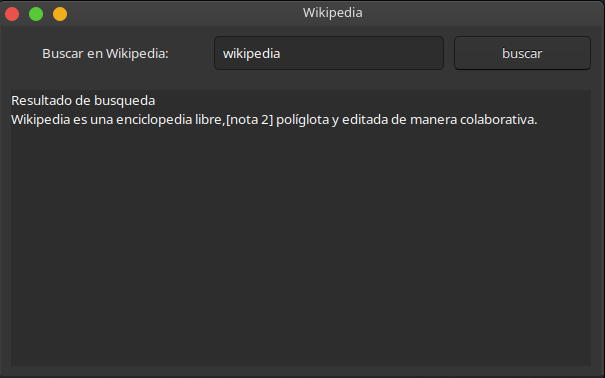 Wikipedia
Buscar en Wikipedia: wikipedia buscar
Resultado de busqueda
Wikipedia es una enciclopedia libre,[nota 2] políglota y editada de manera colaborativa.